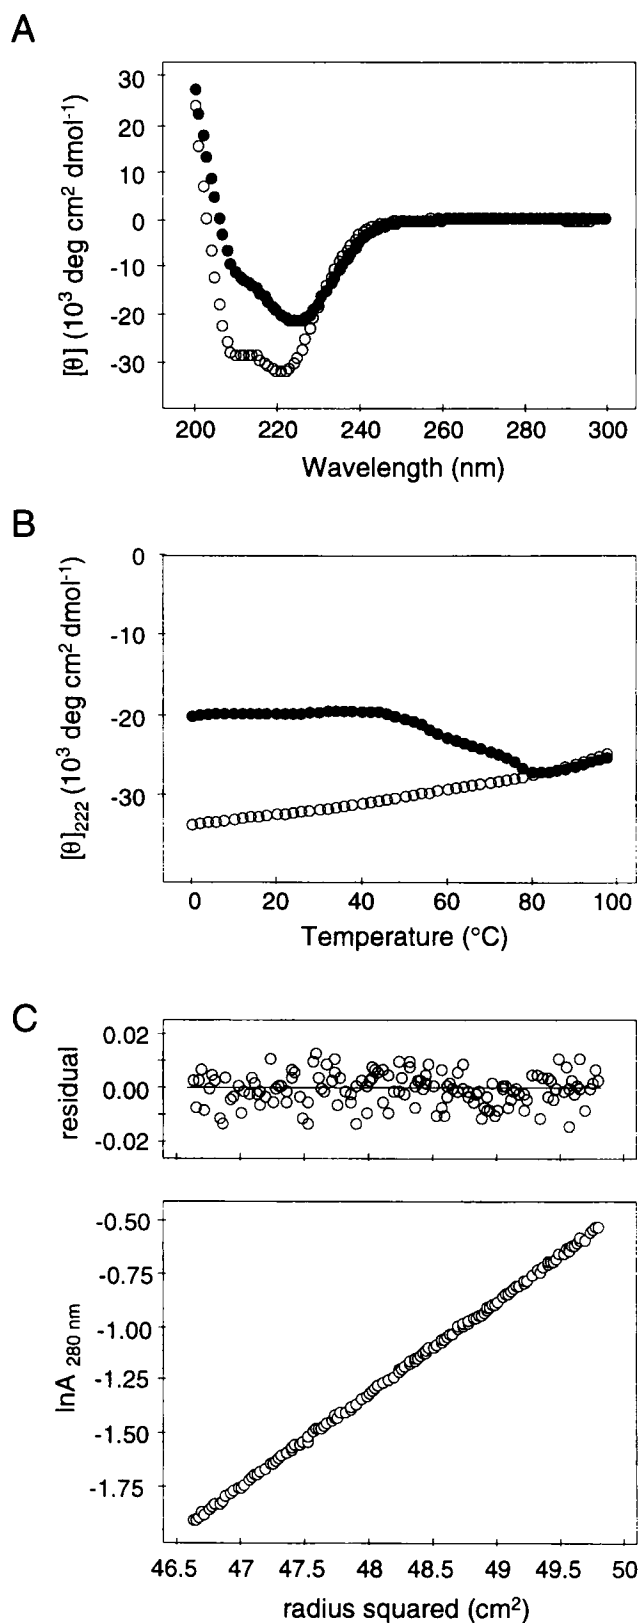 A
[θ] (10³ deg cm² dmol⁻¹)
30
20
10
0
-10
-20
-30
200 220 240 260 280 300
Wavelength (nm)
B
[θ]₂₂₂ (10³ deg cm² dmol⁻¹)
0
-10
-20
-30
0 20 40 60 80 100
Temperature (°C)
C
residual
0.02
0.00
-0.02
lnA 280 nm
-0.50
-0.75
-1.00
-1.25
-1.50
-1.75
46.5 47 47.5 48 48.5 49 49.5 50
radius squared (cm²)